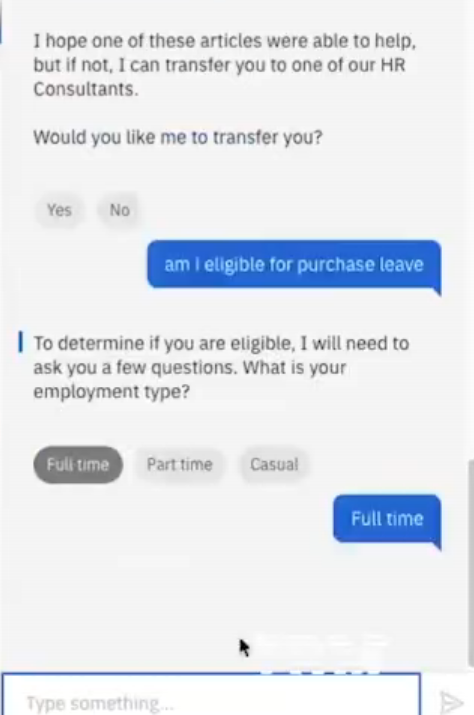 I hope one of these articles were able to help,
but if not, I can transfer you to one of our HR
Consultants.
Would you like me to transfer you?
Yes No
am I eligible for purchase leave
To determine if you are eligible, I will need to
ask you a few questions. What is your
employment type?
Full time Part time Casual
Full time
Type something...